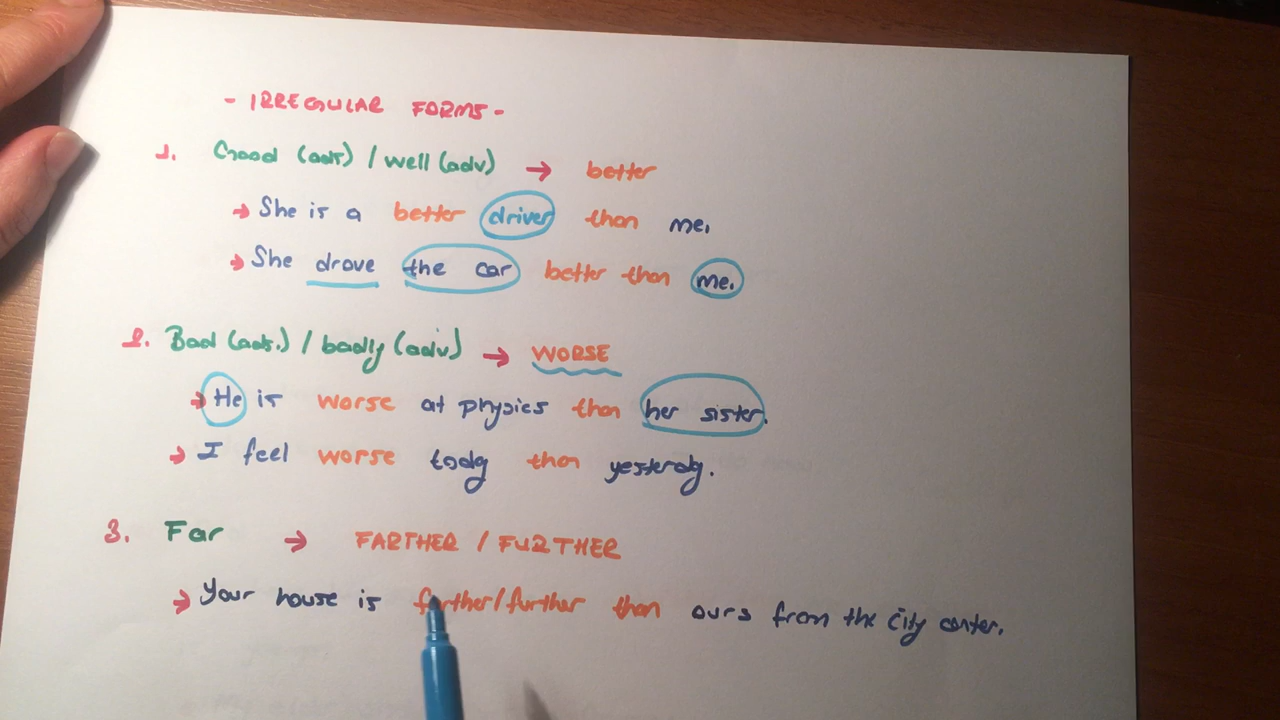 - IRREGULAR FORMS -
1. Good (adj) / well (adv) → better
→ She is a better driver than me.
→ She drove the car better than me.
2. Bad (adj.) / badly (adv) → WORSE
→ He is worse at physics than her sister.
→ I feel worse today than yesterday.
3. Far → FARTHER / FURTHER
→ Your house is farther/further than ours from the city center.